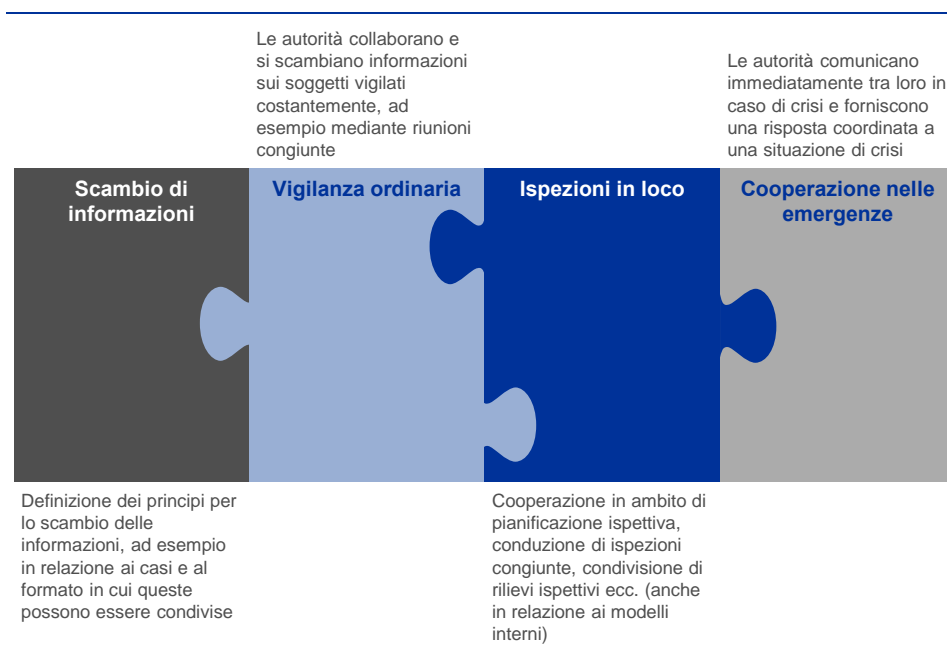 Le autorità collaborano e
si scambiano informazioni
sui soggetti vigilati
costantemente, ad
esempio mediante riunioni
congiunte
Le autorità comunicano
immediatamente tra loro in
caso di crisi e forniscono
una risposta coordinata a
una situazione di crisi
Scambio di
informazioni
Vigilanza ordinaria
Ispezioni in loco
Cooperazione nelle
emergenze
Definizione dei principi per
lo scambio delle
informazioni, ad esempio
in relazione ai casi e al
formato in cui queste
possono essere condivise
Cooperazione in ambito di
pianificazione ispettiva,
conduzione di ispezioni
congiunte, condivisione di
rilievi ispettivi ecc. (anche
in relazione ai modelli
interni)